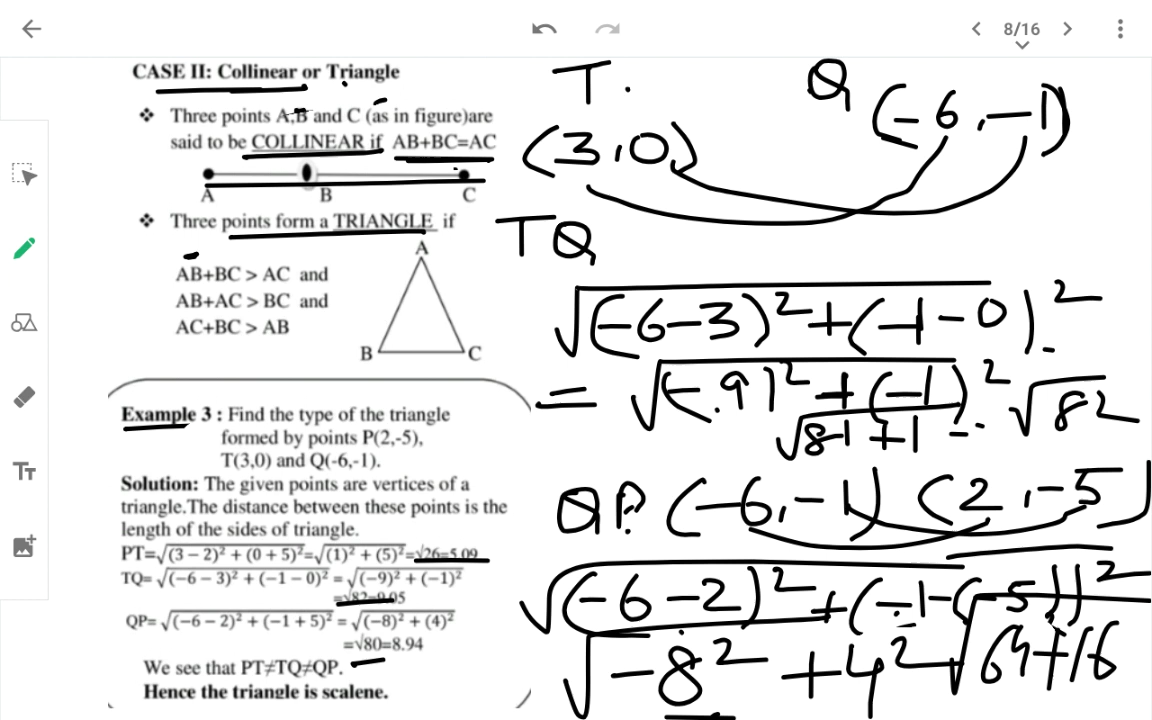 8/16
CASE II: Collinear or Triangle
❖ Three points A,B and C (as in figure)are
said to be COLLINEAR if AB+BC=AC
A B C
❖ Three points form a TRIANGLE if
A
AB+BC > AC and
AB+AC > BC and
AC+BC > AB
B C
Example 3 : Find the type of the triangle
formed by points P(2,-5),
T(3,0) and Q(-6,-1).
Solution: The given points are vertices of a
triangle.The distance between these points is the
length of the sides of triangle.
PT=√(3 − 2)² + (0 + 5)²=√(1)² + (5)²=√26=5.09
TQ= √(−6 − 3)² + (−1 − 0)² = √(−9)² + (−1)²
=√82=9.05
QP= √(−6 − 2)² + (−1 + 5)² = √(−8)² + (4)²
=√80=8.94
We see that PT≠TQ≠QP.
Hence the triangle is scalene.
T. Q
(3,0) (-6,-1)
TQ
√(-6-3)²+(-1-0)²
= √(-9)²+(-1)² √82
√81+1 =
QP (-6,-1) (2,-5)
√(-6-2)²+(-1-(-5))²
√-8²+4² √64+16
Tт